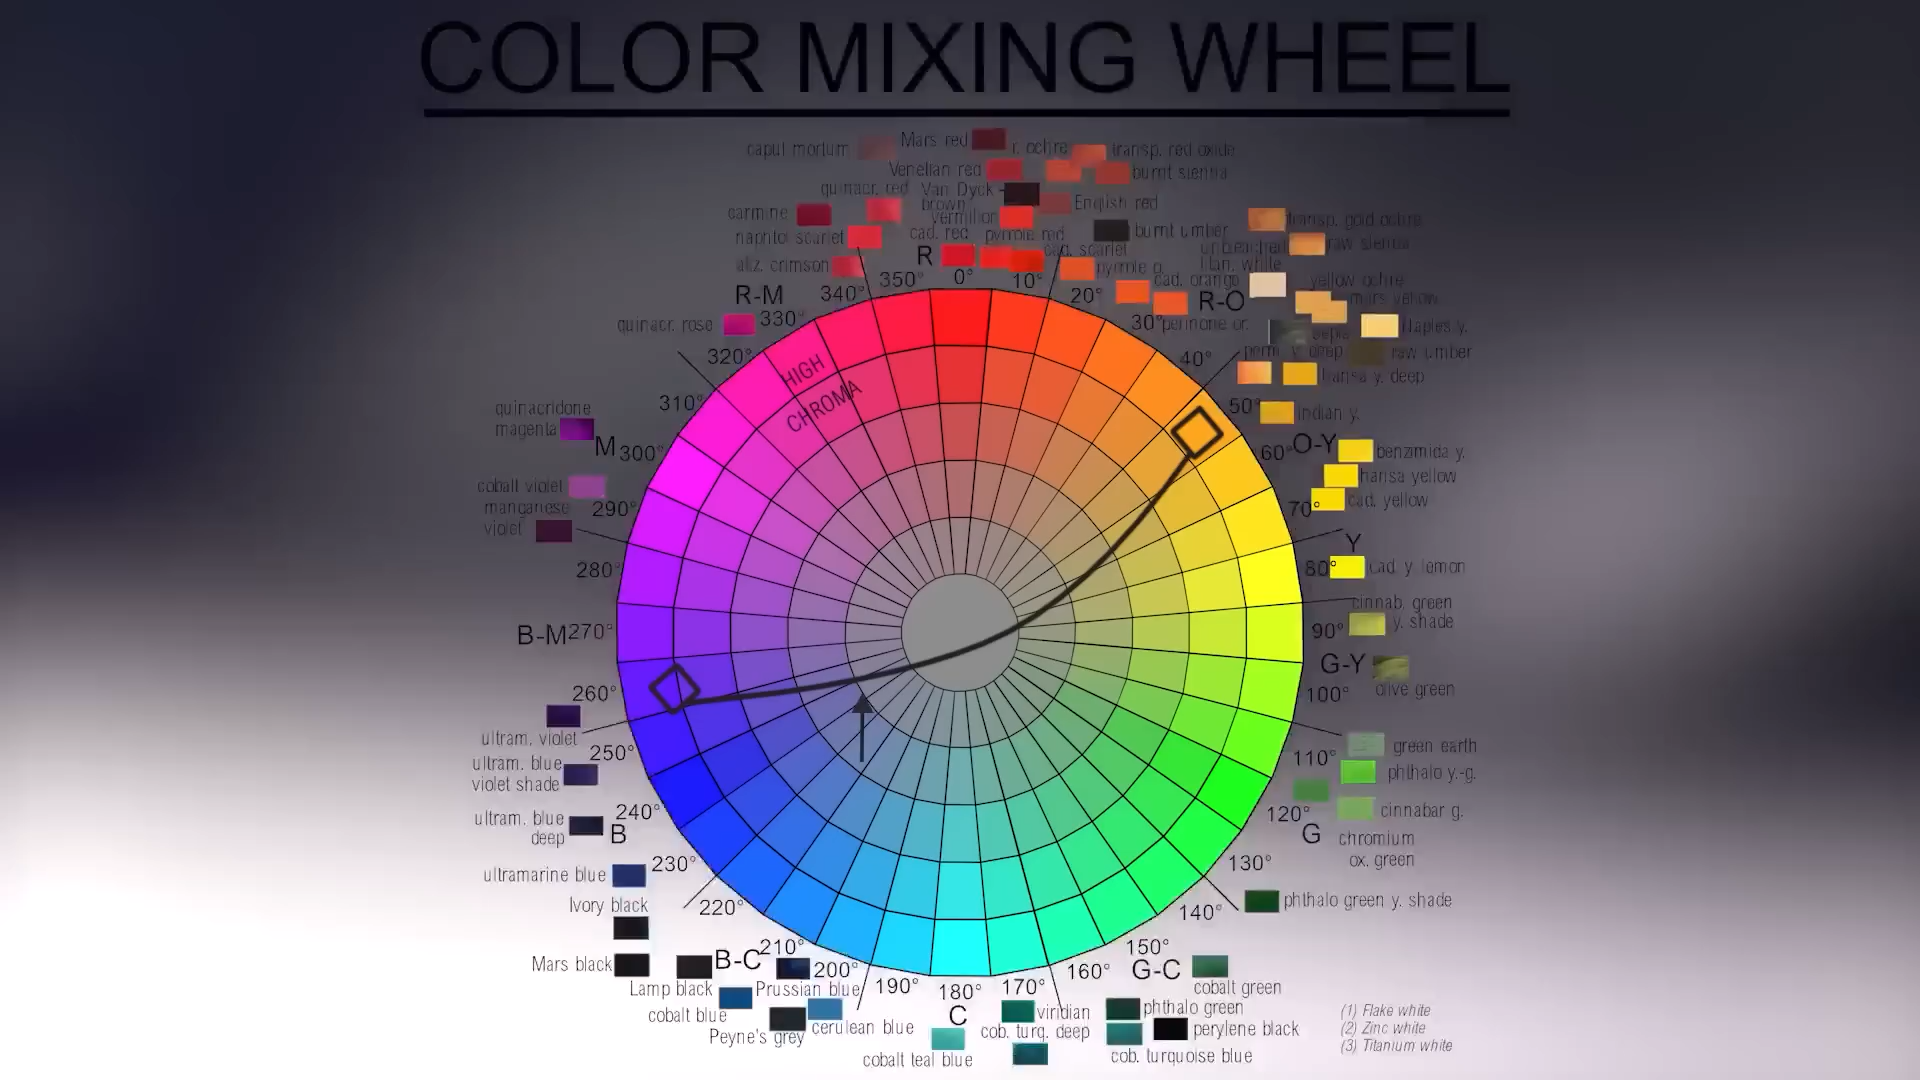 COLOR MIXING WHEEL
caput mortum
Mars red
r. ochre
transp. red oxide
Venetian red
burnt sienna
quinacr. red
Van Dyck
brown
English red
carmine
vermilion
burnt umber
transp. gold ochre
naphtol scarlet
cad. red
pyrrole red
cad. scarlet
unbleached
titan. white
raw sienna
aliz. crimson
R
pyrrole o.
cad. orange
yellow ochre
mars yellow
R-M
340°
350°
0°
10°
20°
R-O
quinacr. rose
330°
30°
perinone or.
sepia
Naples y.
320°
40°
perm. y. deep
raw umber
HIGH
CHROMA
hansa y. deep
310°
50°
indian y.
quinacridone
magenta
M
300°
60°
O-Y
benzimida y.
hansa yellow
cobalt violet
manganese
violet
290°
70°
cad. yellow
Y
280°
80°
cad. y. lemon
cinnab. green
y. shade
B-M
270°
90°
G-Y
olive green
260°
100°
ultram. violet
green earth
250°
110°
ultram. blue
violet shade
phthalo y.-g.
240°
120°
cinnabar g.
ultram. blue
deep
B
G
chromium
ox. green
230°
130°
ultramarine blue
Ivory black
220°
140°
phthalo green y. shade
Mars black
B-C
210°
200°
190°
180°
170°
160°
150°
G-C
Lamp black
Prussian blue
C
cobalt green
cobalt blue
Peyne's grey
cerulean blue
viridian
phthalo green
cob. turq. deep
perylene black
cobalt teal blue
cob. turquoise blue
(1) Flake white
(2) Zinc white
(3) Titanium white